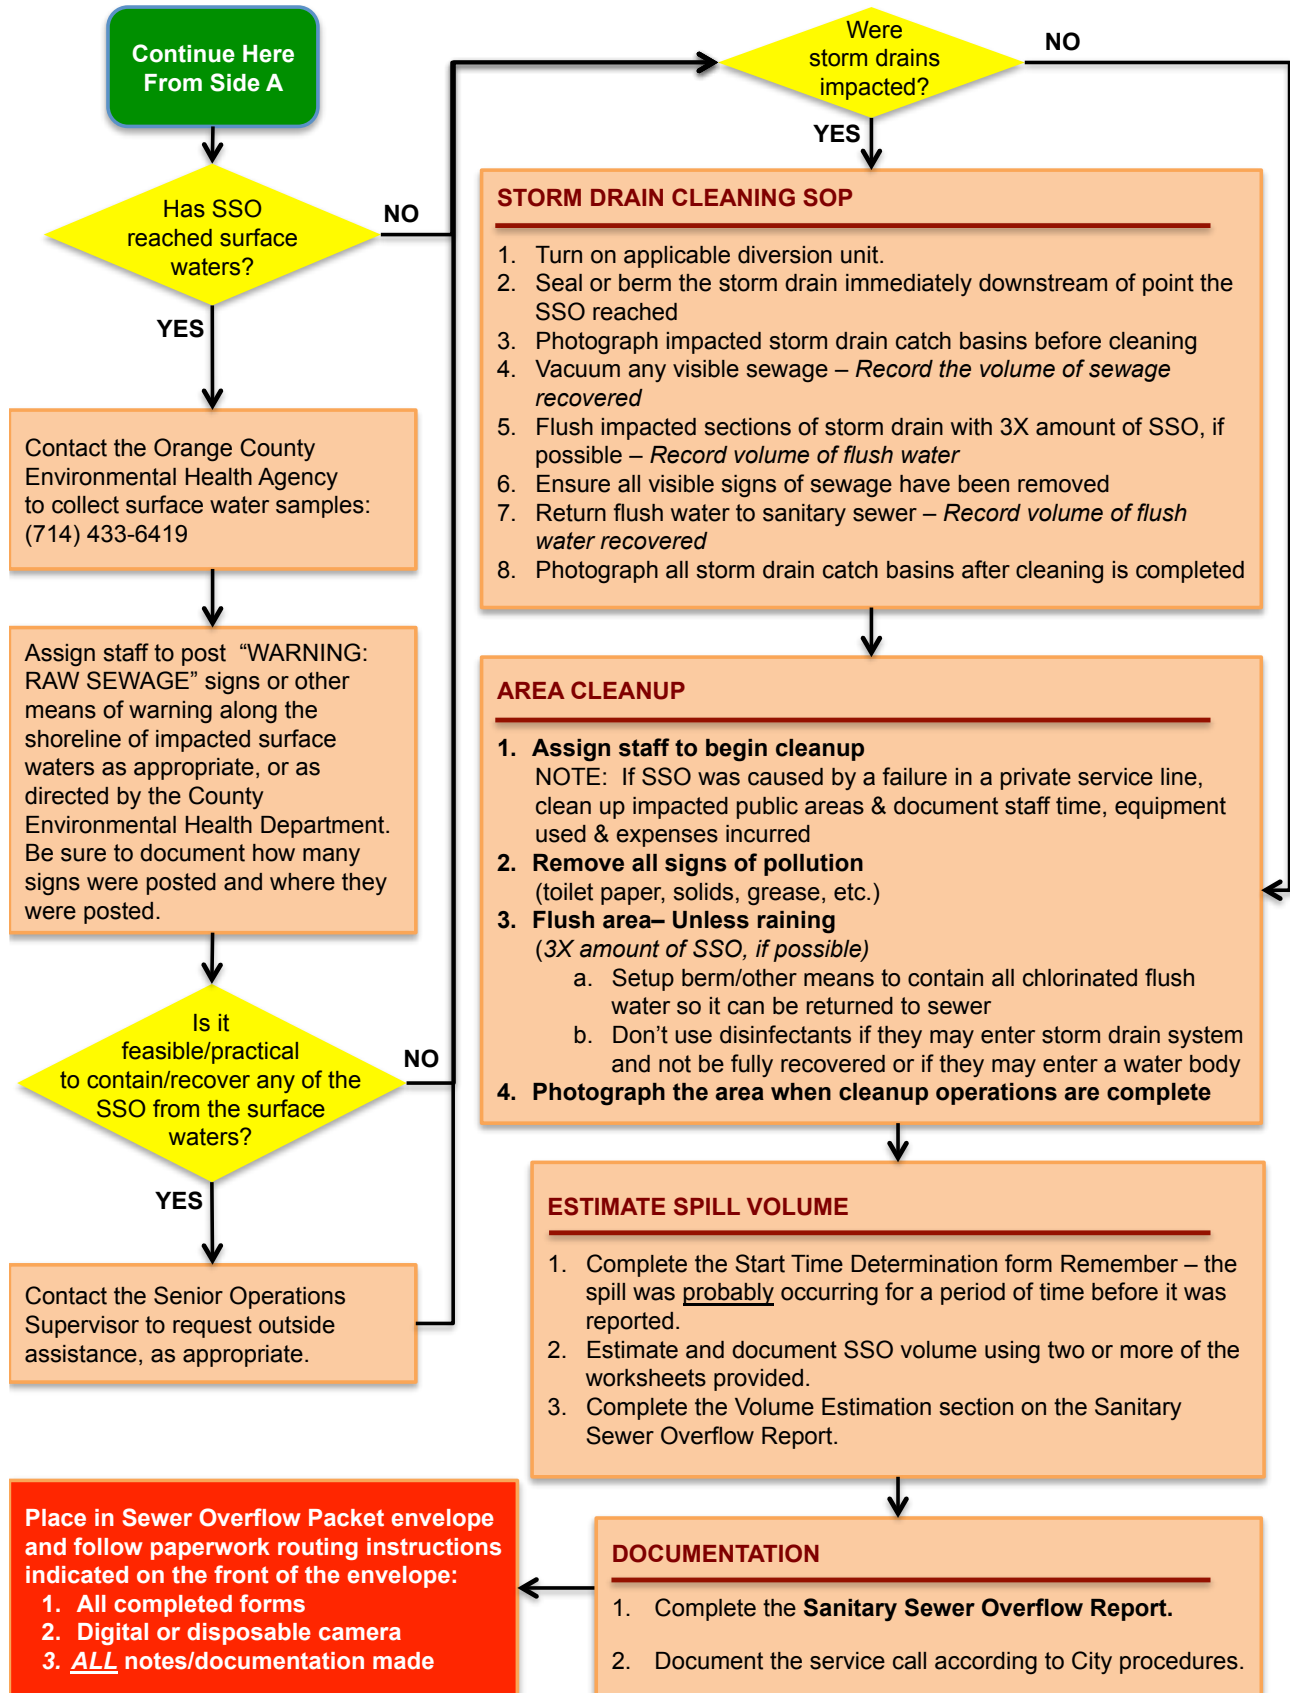 Continue Here
From Side A
Has SSO
reached surface
waters?
NO
YES
Contact the Orange County
Environmental Health Agency
to collect surface water samples:
(714) 433-6419
Assign staff to post “WARNING:
RAW SEWAGE” signs or other
means of warning along the
shoreline of impacted surface
waters as appropriate, or as
directed by the County
Environmental Health Department.
Be sure to document how many
signs were posted and where they
were posted.
Is it
feasible/practical
to contain/recover any of the
SSO from the surface
waters?
NO
YES
Contact the Senior Operations
Supervisor to request outside
assistance, as appropriate.
Were
storm drains
impacted?
NO
YES
STORM DRAIN CLEANING SOP
1. Turn on applicable diversion unit.
2. Seal or berm the storm drain immediately downstream of point the
SSO reached
3. Photograph impacted storm drain catch basins before cleaning
4. Vacuum any visible sewage – Record the volume of sewage
recovered
5. Flush impacted sections of storm drain with 3X amount of SSO, if
possible – Record volume of flush water
6. Ensure all visible signs of sewage have been removed
7. Return flush water to sanitary sewer – Record volume of flush
water recovered
8. Photograph all storm drain catch basins after cleaning is completed
AREA CLEANUP
1. Assign staff to begin cleanup
NOTE: If SSO was caused by a failure in a private service line,
clean up impacted public areas & document staff time, equipment
used & expenses incurred
2. Remove all signs of pollution
(toilet paper, solids, grease, etc.)
3. Flush area– Unless raining
(3X amount of SSO, if possible)
a. Setup berm/other means to contain all chlorinated flush
water so it can be returned to sewer
b. Don’t use disinfectants if they may enter storm drain system
and not be fully recovered or if they may enter a water body
4. Photograph the area when cleanup operations are complete
ESTIMATE SPILL VOLUME
1. Complete the Start Time Determination form Remember – the
spill was probably occurring for a period of time before it was
reported.
2. Estimate and document SSO volume using two or more of the
worksheets provided.
3. Complete the Volume Estimation section on the Sanitary
Sewer Overflow Report.
DOCUMENTATION
1. Complete the Sanitary Sewer Overflow Report.
2. Document the service call according to City procedures.
Place in Sewer Overflow Packet envelope
and follow paperwork routing instructions
indicated on the front of the envelope:
1. All completed forms
2. Digital or disposable camera
3. ALL notes/documentation made